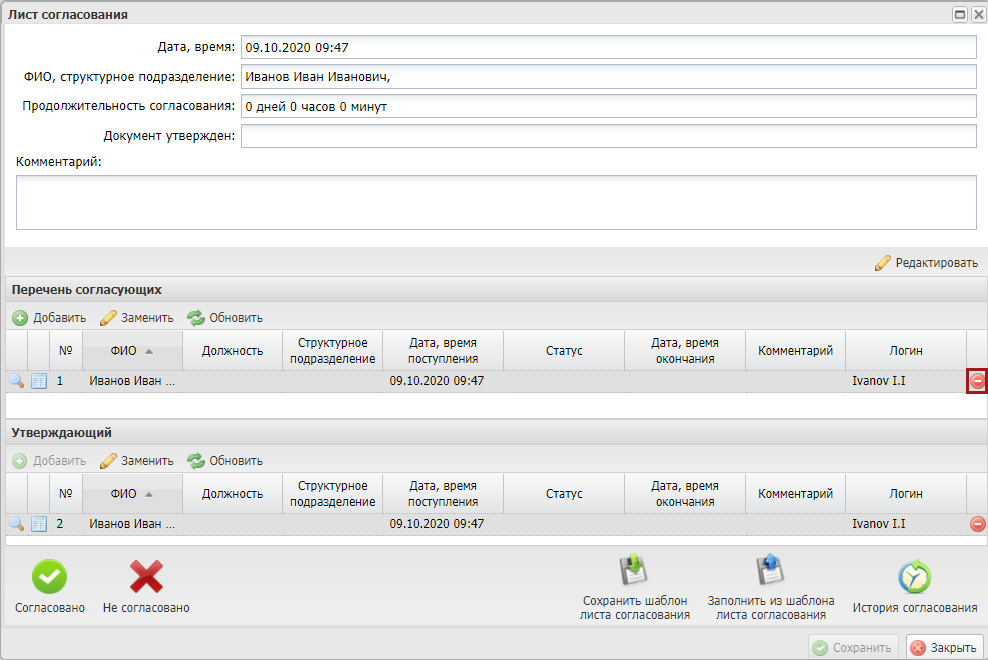 Лист согласования
Дата, время: 09.10.2020 09:47
ФИО, структурное подразделение: Иванов Иван Иванович,
Продолжительность согласования: 0 дней 0 часов 0 минут
Документ утвержден:
Комментарий:
Редактировать
Перечень согласующих
Добавить Заменить Обновить
№ ФИО Должность Структурное подразделение Дата, время поступления Статус Дата, время окончания Комментарий Логин
1 Иванов Иван ... 09.10.2020 09:47 Ivanov I.I
Утверждающий
Добавить Заменить Обновить
№ ФИО Должность Структурное подразделение Дата, время поступления Статус Дата, время окончания Комментарий Логин
2 Иванов Иван ... 09.10.2020 09:47 Ivanov I.I
Согласовано Не согласовано Сохранить шаблон листа согласования Заполнить из шаблона листа согласования История согласования
Сохранить Закрыть